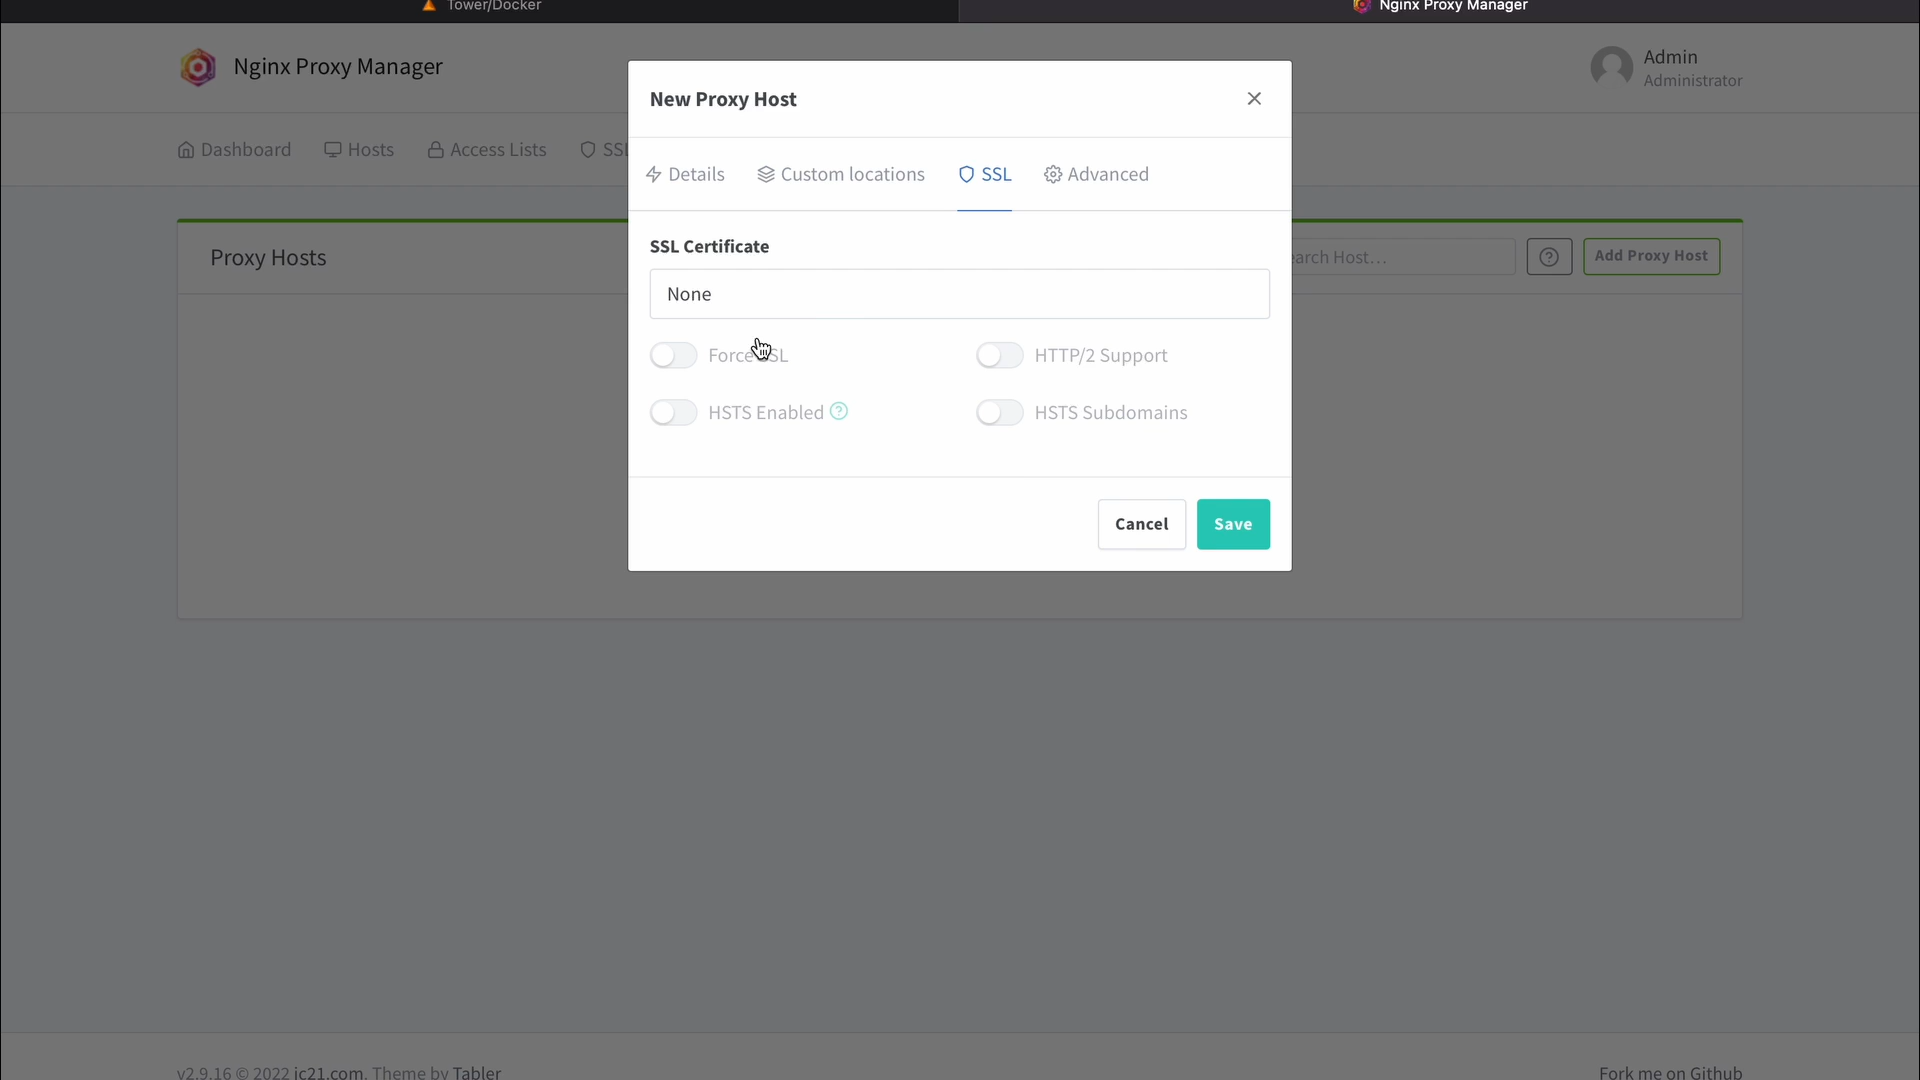 Tower/Docker
Nginx Proxy Manager
Nginx Proxy Manager
Admin
Administrator
Dashboard
Hosts
Access Lists
SSL
New Proxy Host
Details
Custom locations
SSL
Advanced
SSL Certificate
None
Force SSL
HTTP/2 Support
HSTS Enabled
HSTS Subdomains
Cancel
Save
Proxy Hosts
earch Host...
Add Proxy Host
v2.9.16 © 2022 jc21.com. Theme by Tabler
Fork me on Github